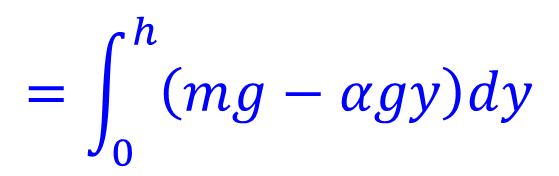 = ∫₀ʰ (mg − αgy)dy